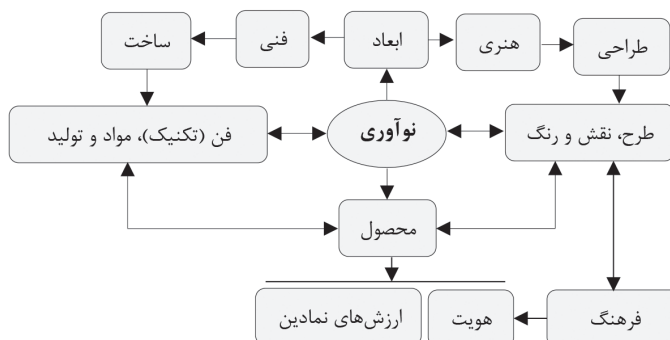 طراحی
هنری
ابعاد
فنی
ساخت
طرح، نقش و رنگ
نوآوری
فن (تکنیک)، مواد و تولید
محصول
فرهنگ
هویت
ارزش‌های نمادین